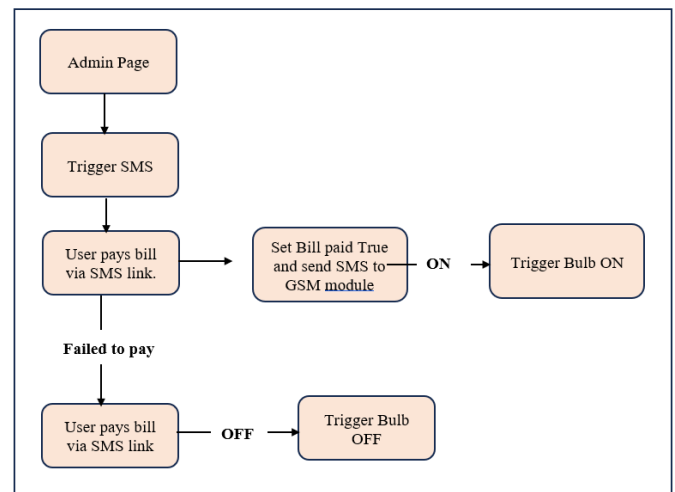 Admin Page
Trigger SMS
User pays bill
via SMS link.
Set Bill paid True
and send SMS to
GSM module
ON
Trigger Bulb ON
Failed to pay
User pays bill
via SMS link
OFF
Trigger Bulb
OFF